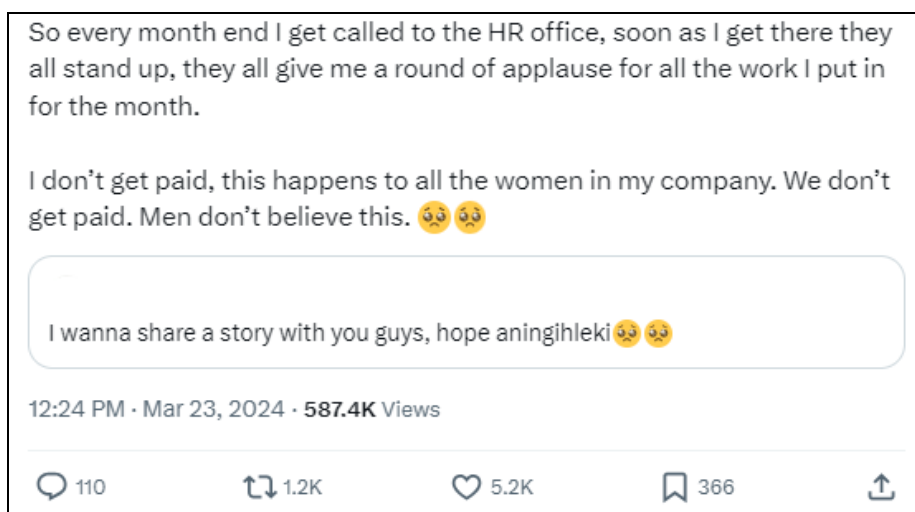 So every month end I get called to the HR office, soon as I get there they
all stand up, they all give me a round of applause for all the work I put in
for the month.
I don’t get paid, this happens to all the women in my company. We don’t
get paid. Men don’t believe this. 🥺🥺
I wanna share a story with you guys, hope aningihleki🥺🥺
12:24 PM · Mar 23, 2024 · 587.4K Views
110 1.2K 5.2K 366